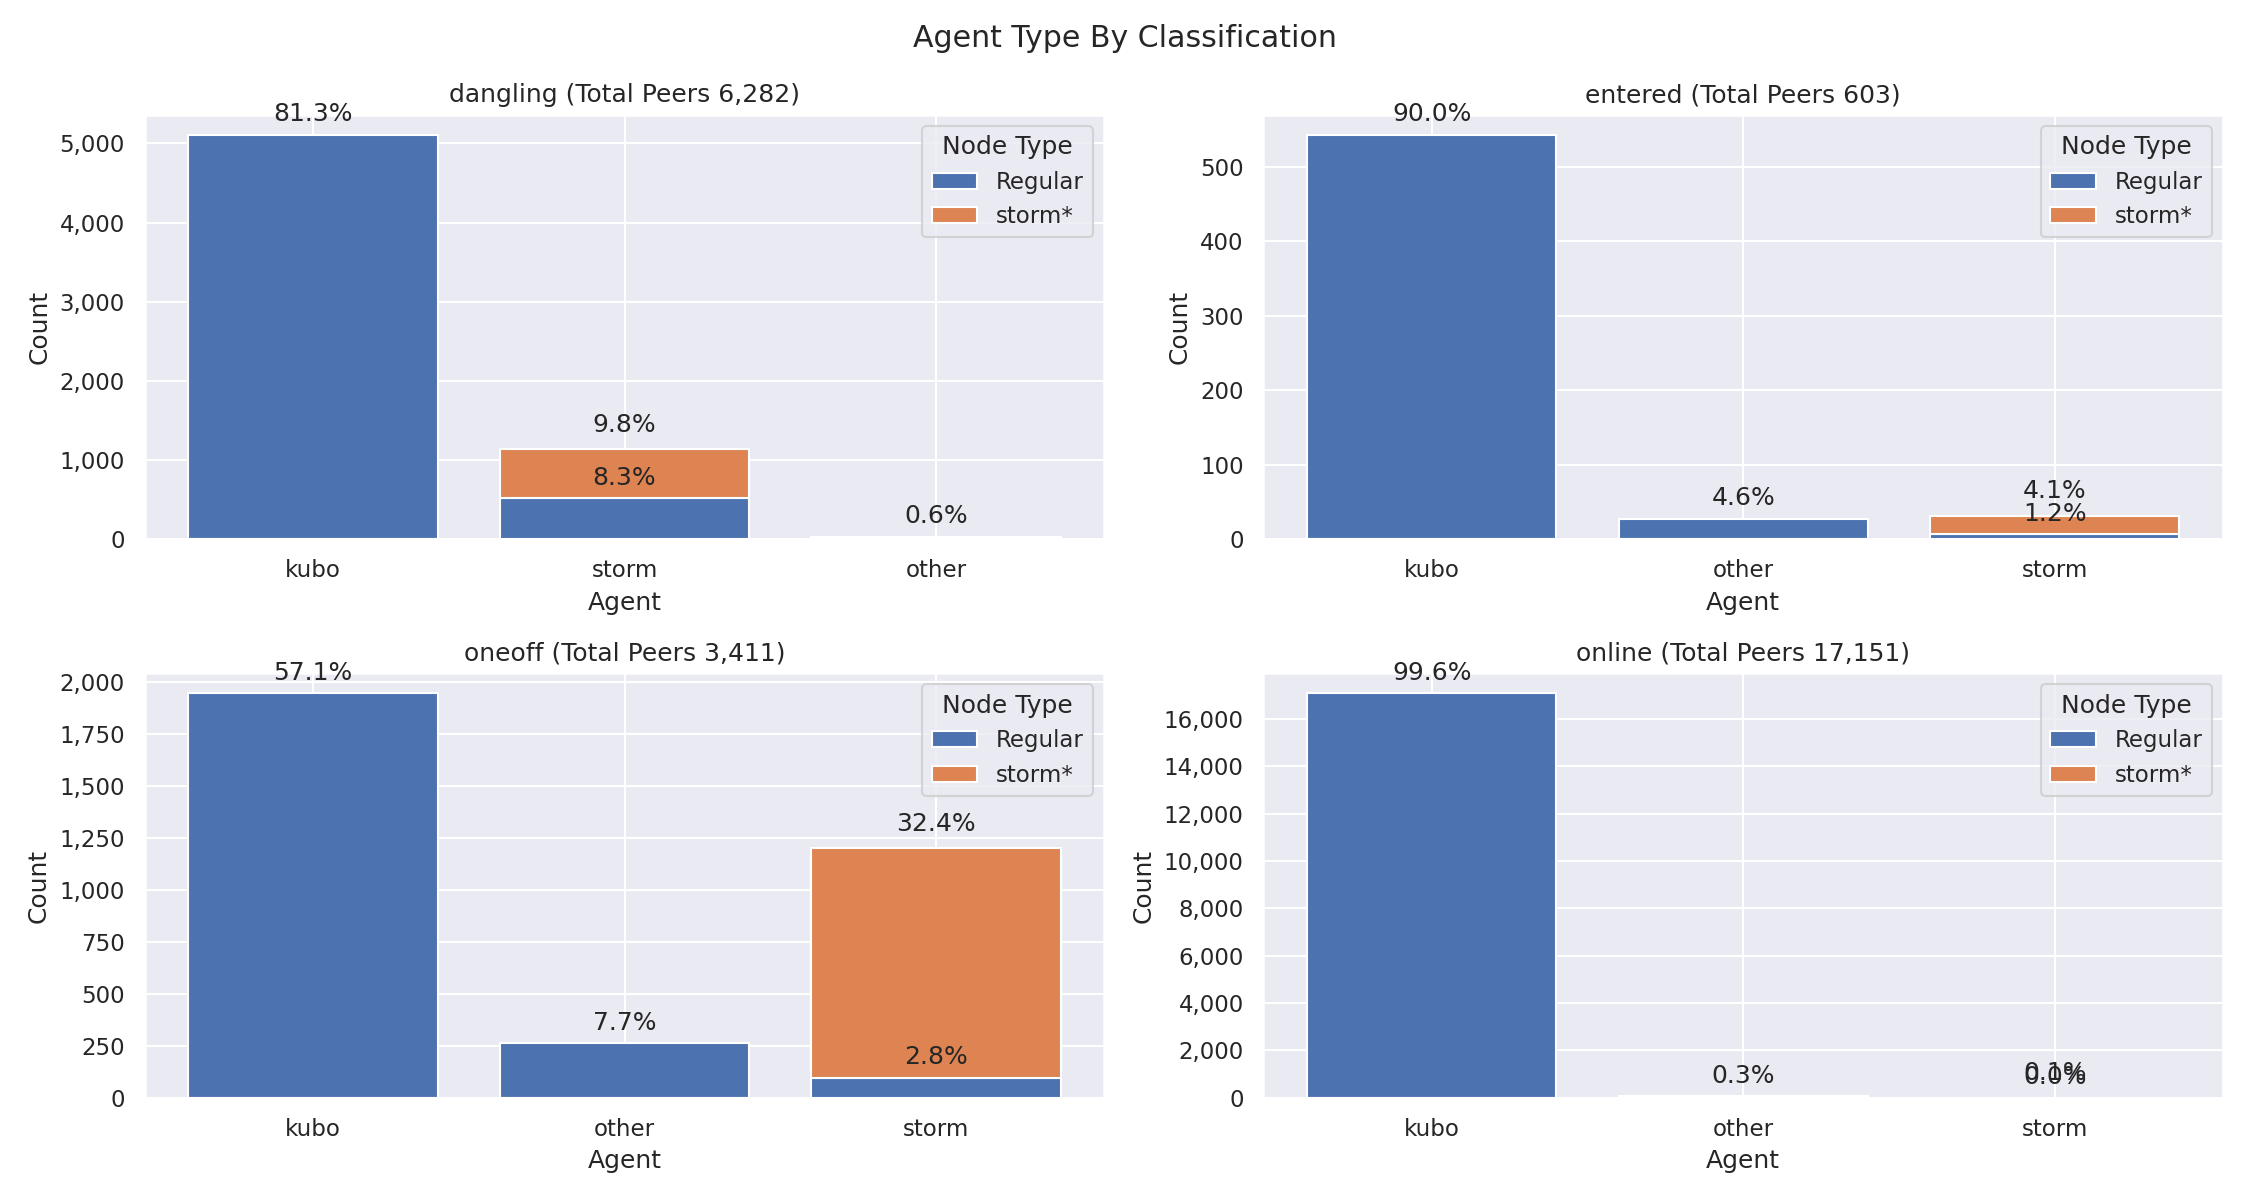 Agent Type By Classification
dangling (Total Peers 6,282)
81.3%
5,000
4,000
3,000
2,000
1,000
0
Count
9.8%
8.3%
0.6%
Node Type
Regular
storm*
kubo
storm
other
Agent
entered (Total Peers 603)
90.0%
500
400
300
200
100
0
Count
4.6%
4.1%
1.2%
Node Type
Regular
storm*
kubo
other
storm
Agent
oneoff (Total Peers 3,411)
57.1%
2,000
1,750
1,500
1,250
1,000
750
500
250
0
Count
7.7%
32.4%
2.8%
Node Type
Regular
storm*
kubo
other
storm
Agent
online (Total Peers 17,151)
99.6%
16,000
14,000
12,000
10,000
8,000
6,000
4,000
2,000
0
Count
0.3%
0.1%
0.0%
Node Type
Regular
storm*
kubo
other
storm
Agent